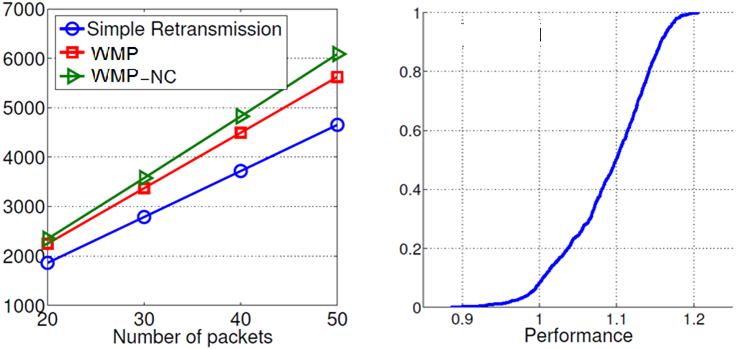 7000
6000
5000
4000
3000
2000
1000
Simple Retransmission
WMP
WMP-NC
20 30 40 50
Number of packets
1
0.8
0.6
0.4
0.2
0
0.9 1 1.1 1.2
Performance